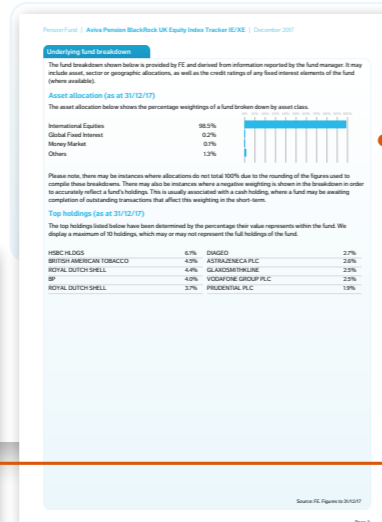 Pension Fund | Aviva Pension BlackRock UK Equity Index Tracker IE/XE | December 2017
Underlying fund breakdown
The fund breakdown shown below is provided by FE and derived from information reported by the fund manager. It may
include asset, sector or geographic allocations, as well as the credit ratings of any fixed interest elements of the fund
(where available).
Asset allocation (as at 31/12/17)
The asset allocation below shows the percentage weightings of a fund broken down by asset class.
International Equities 98.5%
Global Fixed Interest 0.2%
Money Market 0.1%
Others 1.3%
Please note, there may be instances where allocations do not total 100% due to the rounding of the figures used to
compile these breakdowns. There may also be instances where a negative weighting is shown in the breakdown in order
to accurately reflect a fund's holdings. This is usually associated with a cash holding, where a fund may be awaiting
completion of outstanding transactions that affect this weighting in the short-term.
Top holdings (as at 31/12/17)
The top holdings listed below have been determined by the percentage their value represents within the fund. We
display a maximum of 10 holdings, which may or may not represent the full holdings of the fund.
HSBC HLDGS 6.1% DIAGEO 2.7%
BRITISH AMERICAN TOBACCO 4.5% ASTRAZENECA PLC 2.6%
ROYAL DUTCH SHELL 4.4% GLAXOSMITHKLINE 2.5%
BP 4.0% VODAFONE GROUP PLC 2.5%
ROYAL DUTCH SHELL 3.7% PRUDENTIAL PLC 1.9%
Source: FE. Figures to 31/12/17